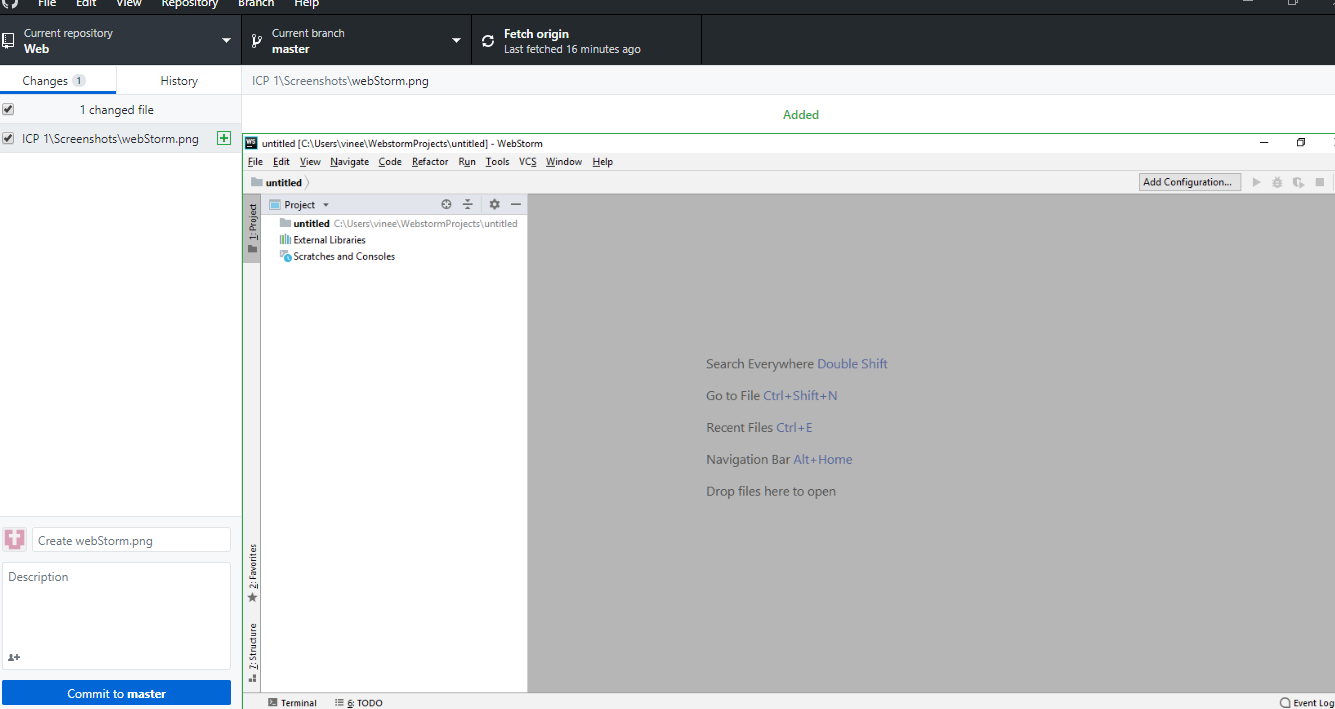 File Edit View Repository Branch Help
Current repository
Web
Current branch
master
Fetch origin
Last fetched 16 minutes ago
Changes 1
History
ICP 1\Screenshots\webStorm.png
1 changed file
Added
ICP 1\Screenshots\webStorm.png
WS untitled [C:\Users\vinee\WebstormProjects\untitled] - WebStorm
File Edit View Navigate Code Refactor Run Tools VCS Window Help
untitled
Add Configuration...
1: Project
Project
untitled C:\Users\vinee\WebstormProjects\untitled
External Libraries
Scratches and Consoles
Search Everywhere Double Shift
Go to File Ctrl+Shift+N
Recent Files Ctrl+E
Navigation Bar Alt+Home
Drop files here to open
2: Favorites
7: Structure
Create webStorm.png
Description
Commit to master
Terminal
6: TODO
Event Log